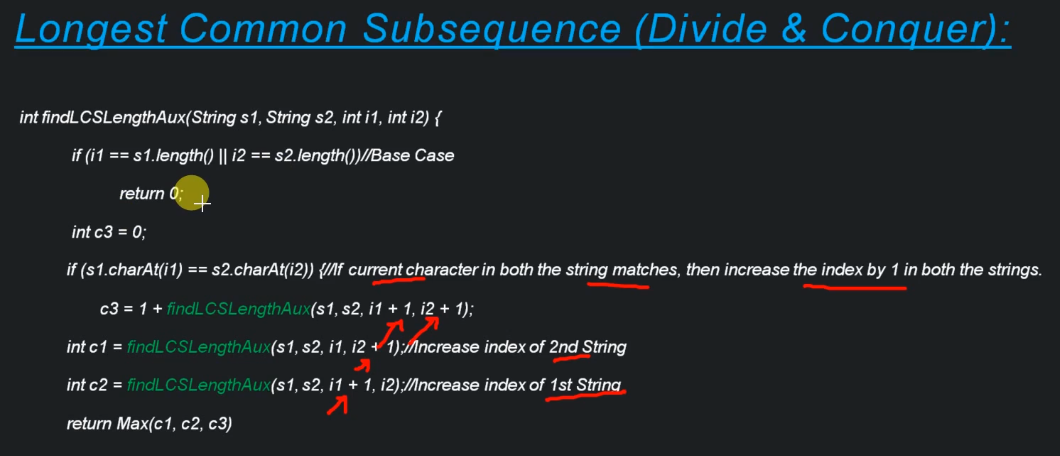 Longest Common Subsequence (Divide & Conquer):
int findLCSLengthAux(String s1, String s2, int i1, int i2) {
if (i1 == s1.length() || i2 == s2.length())//Base Case
return 0;
int c3 = 0;
if (s1.charAt(i1) == s2.charAt(i2)) {//If current character in both the string matches, then increase the index by 1 in both the strings.
c3 = 1 + findLCSLengthAux(s1, s2, i1 + 1, i2 + 1);
int c1 = findLCSLengthAux(s1, s2, i1, i2 + 1);//Increase index of 2nd String
int c2 = findLCSLengthAux(s1, s2, i1 + 1, i2);//Increase index of 1st String
return Max(c1, c2, c3)